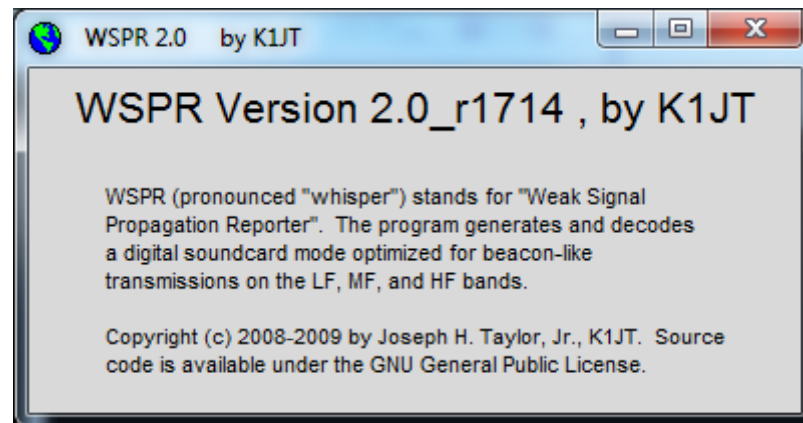 WSPR 2.0 by K1JT
WSPR Version 2.0_r1714 , by K1JT
WSPR (pronounced "whisper") stands for "Weak Signal
Propagation Reporter". The program generates and decodes
a digital soundcard mode optimized for beacon-like
transmissions on the LF, MF, and HF bands.
Copyright (c) 2008-2009 by Joseph H. Taylor, Jr., K1JT. Source
code is available under the GNU General Public License.